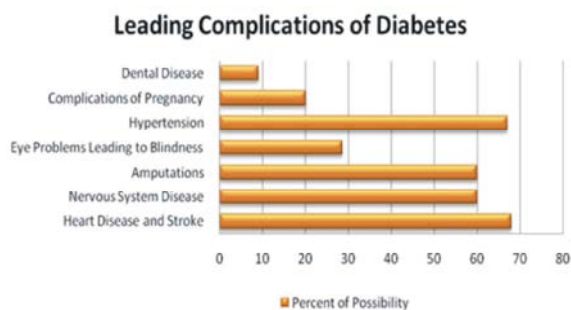 Leading Complications of Diabetes
Dental Disease
Complications of Pregnancy
Hypertension
Eye Problems Leading to Blindness
Amputations
Nervous System Disease
Heart Disease and Stroke
0 10 20 30 40 50 60 70 80
Percent of Possibility